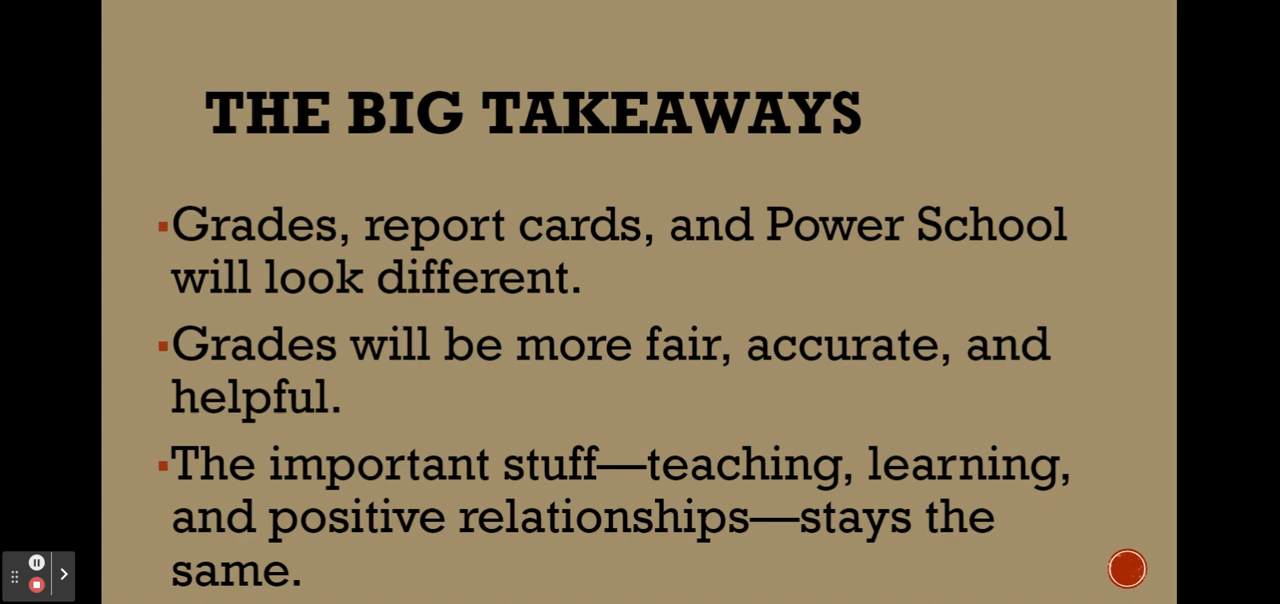 THE BIG TAKEAWAYS
▪Grades, report cards, and Power School
will look different.
▪Grades will be more fair, accurate, and
helpful.
▪The important stuff—teaching, learning,
and positive relationships—stays the
same.